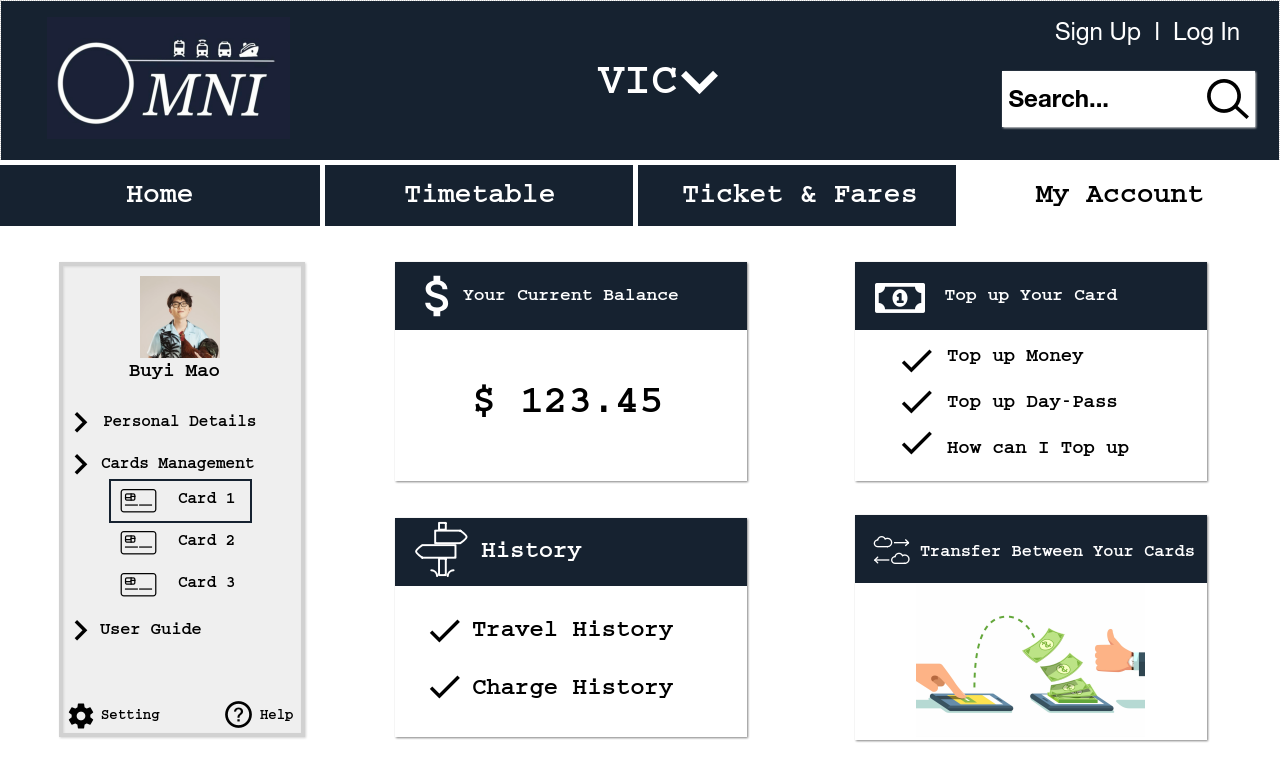 OMNI
Sign Up | Log In
VIC
Search...
Home
Timetable
Ticket & Fares
My Account
Buyi Mao
Personal Details
Cards Management
Card 1
Card 2
Card 3
User Guide
Setting
Help
Your Current Balance
$ 123.45
Top up Your Card
Top up Money
Top up Day-Pass
How can I Top up
History
Travel History
Charge History
Transfer Between Your Cards